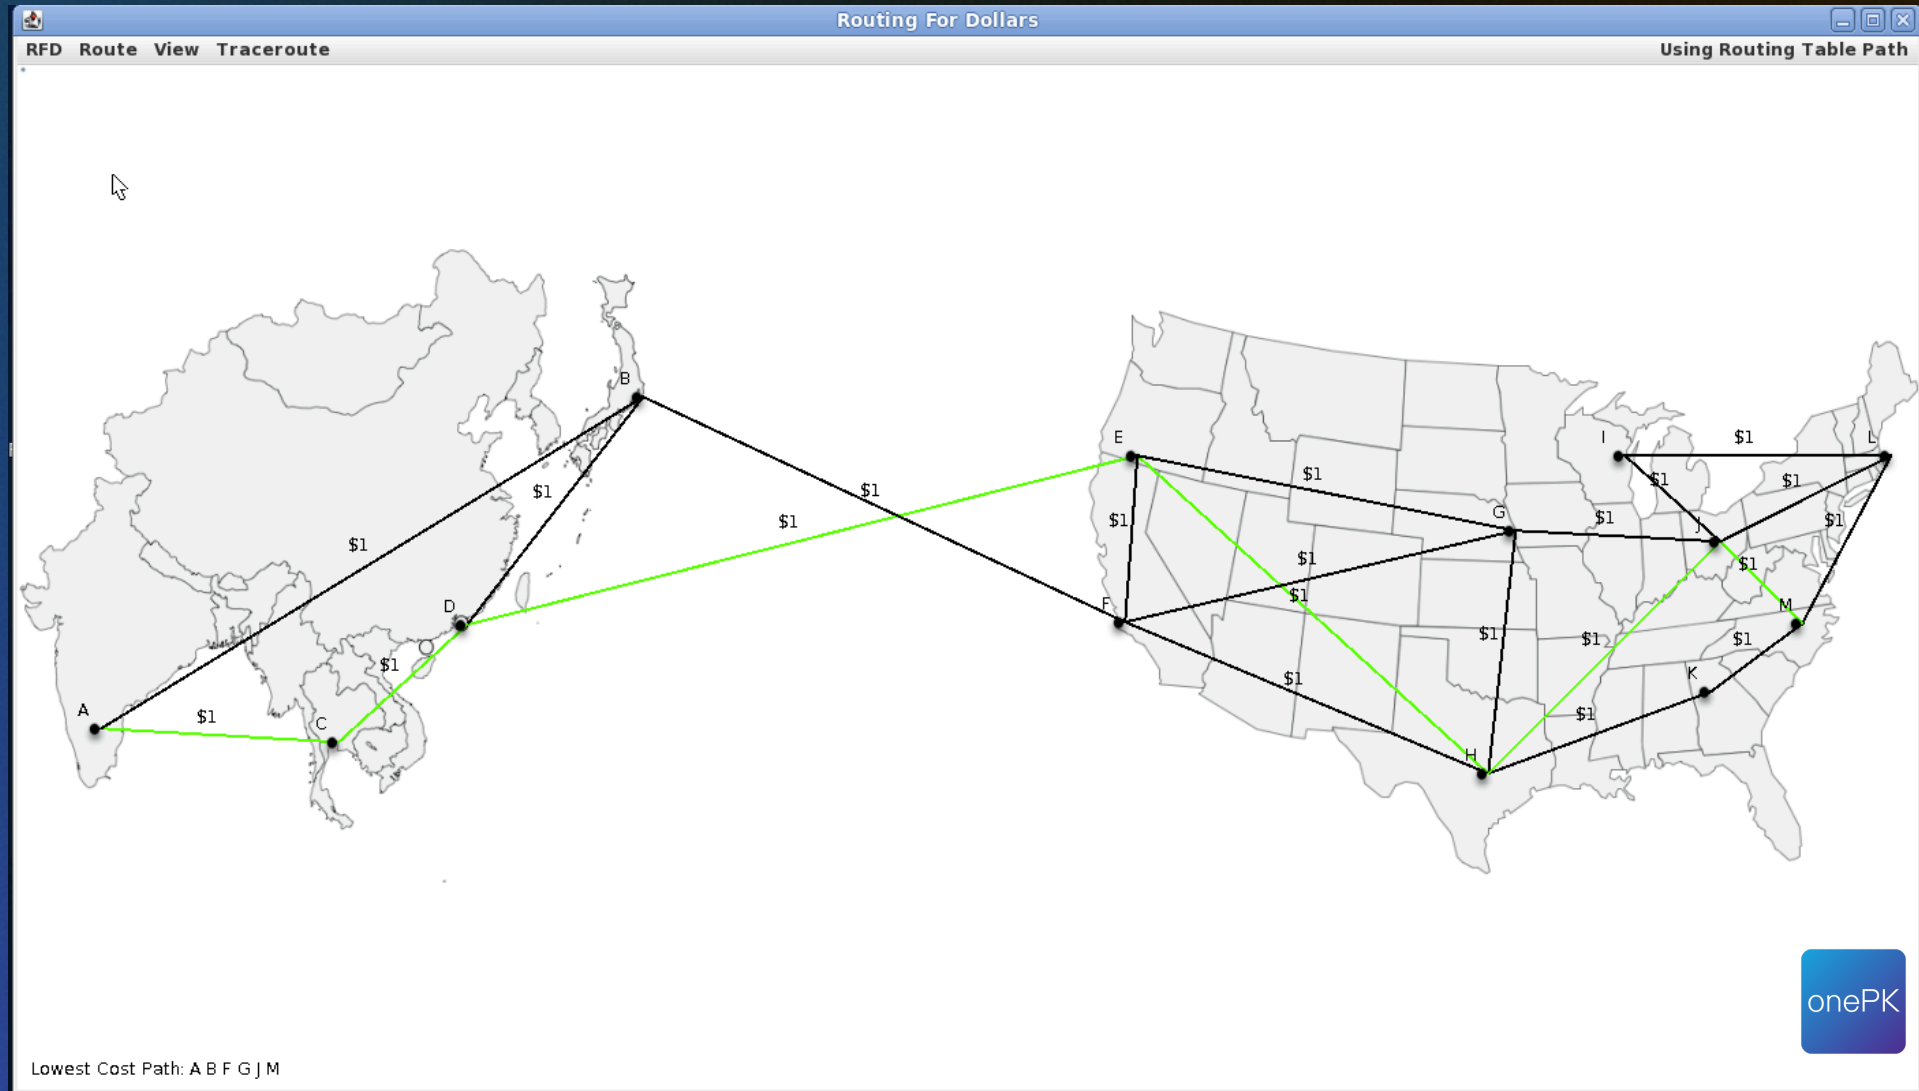 Routing For Dollars
RFD Route View Traceroute Using Routing Table Path
B
E
I
$1
L
$1
$1
$1
$1
$1
$1
G
$1
$1
$1
$1
J
$1
$1
$1
D
F
$1
M
$1
$1
$1
$1
$1
K
A
$1
C
$1
H
onePK
Lowest Cost Path: A B F G J M